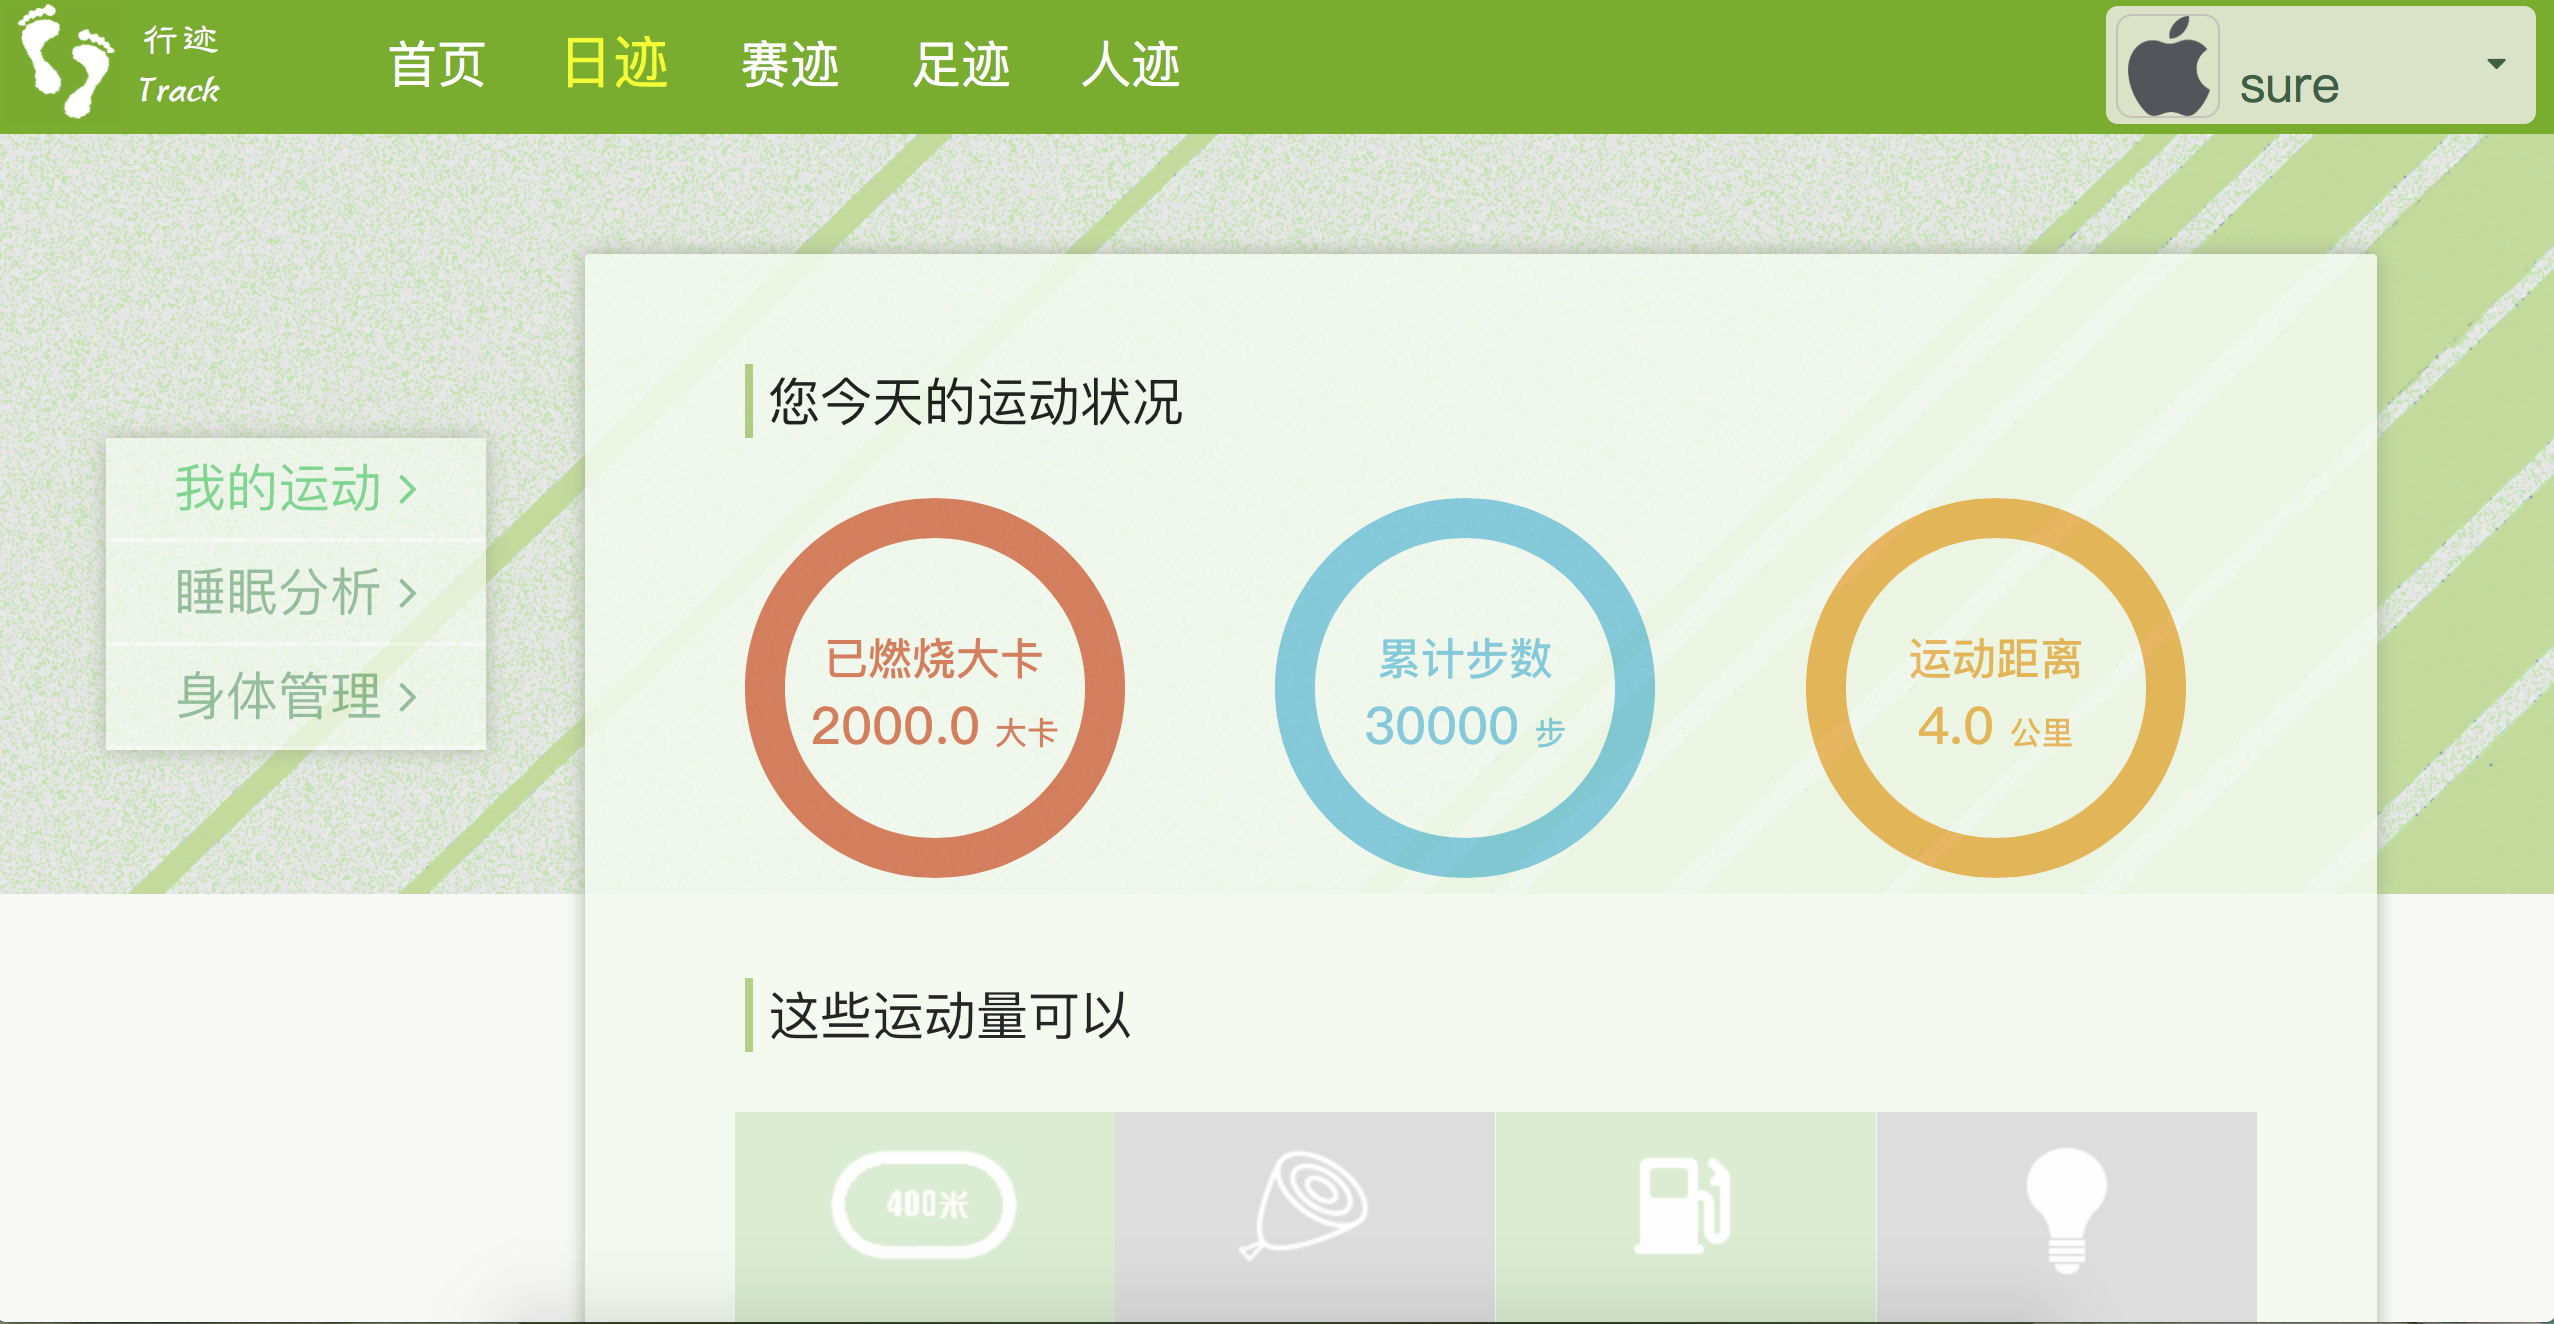 行迹
Track
首页 日迹 赛迹 足迹 人迹
sure
我的运动
睡眠分析
身体管理
您今天的运动状况
已燃烧大卡
2000.0 大卡
累计步数
30000 步
运动距离
4.0 公里
这些运动量可以
400米